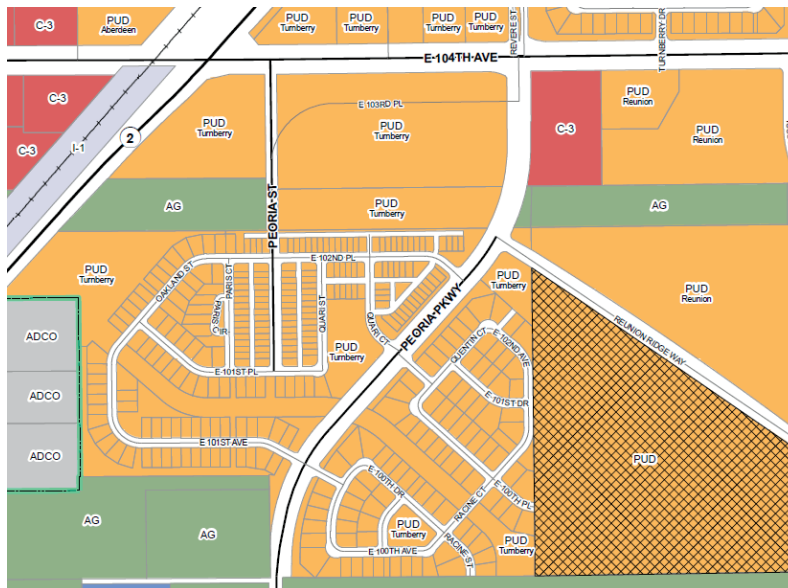 C-3
PUD
Aberdeen
PUD
Turnberry
PUD
Turnberry
PUD
Turnberry
PUD
Turnberry
REVERE ST
TURNBERRY DR
E 104TH AVE
C-3
C-3
I-1
2
PUD
Turnberry
E 103RD PL
PUD
Turnberry
C-3
PUD
Reunion
PUD
Reunion
AG
PEORIA ST
PUD
Turnberry
AG
PUD
Turnberry
OAKLAND ST
PARIS CT
E 102ND PL
QUARI ST
QUARI CT
PEORIA PKWY
PUD
Turnberry
PUD
Reunion
REUNION RIDGE WAY
ADCO
ADCO
ADCO
PARIS
CIR
PUD
Turnberry
E 101ST PL
QUENTIN CT
E 102ND AVE
E 101ST DR
E 101ST AVE
E 100TH DR
RACINE CT
E 100TH PL
PUD
AG
AG
PUD
Turnberry
E 100TH AVE
RACINE ST
PUD
Turnberry